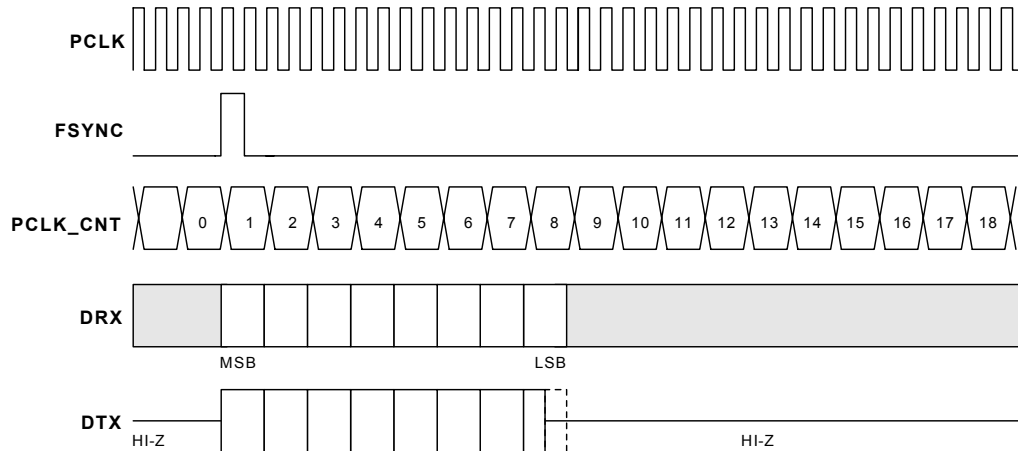 PCLK
FSYNC
PCLK_CNT 0 1 2 3 4 5 6 7 8 9 10 11 12 13 14 15 16 17 18
DRX
MSB LSB
DTX
HI-Z HI-Z